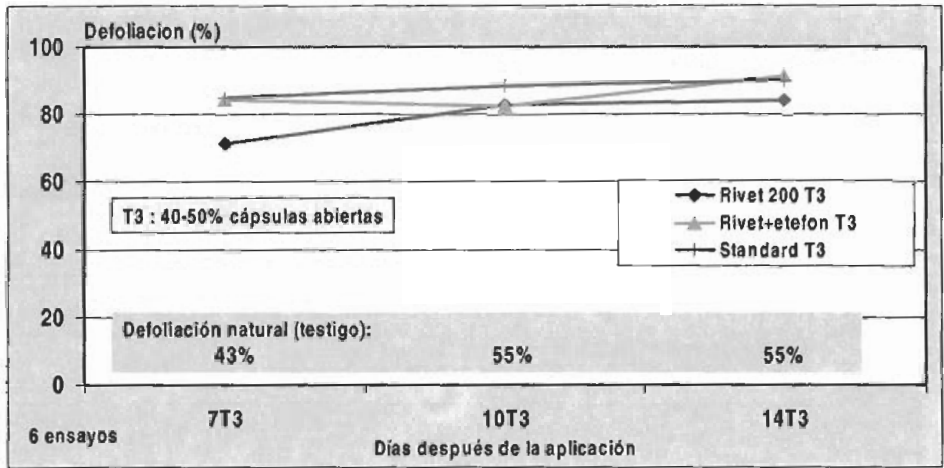 Defoliacion (%)
100
80
60
40
20
0
T3 : 40-50% cápsulas abiertas
Rivet 200 T3
Rivet+etefon T3
Standard T3
Defoliación natural (testigo):
43% 55% 55%
7T3 10T3 14T3
6 ensayos
Días después de la aplicación